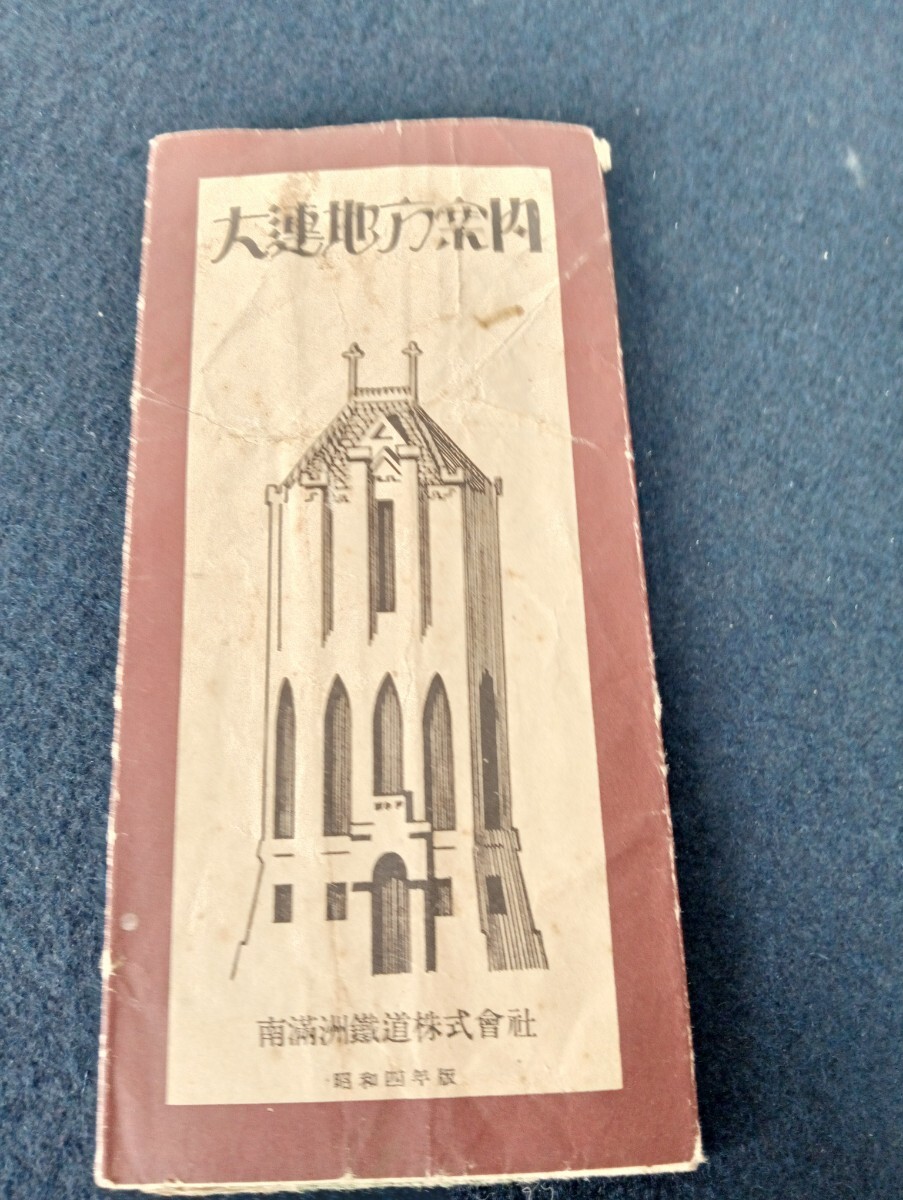 大連地方案内
南滿洲鐵道株式會社
昭和四年版